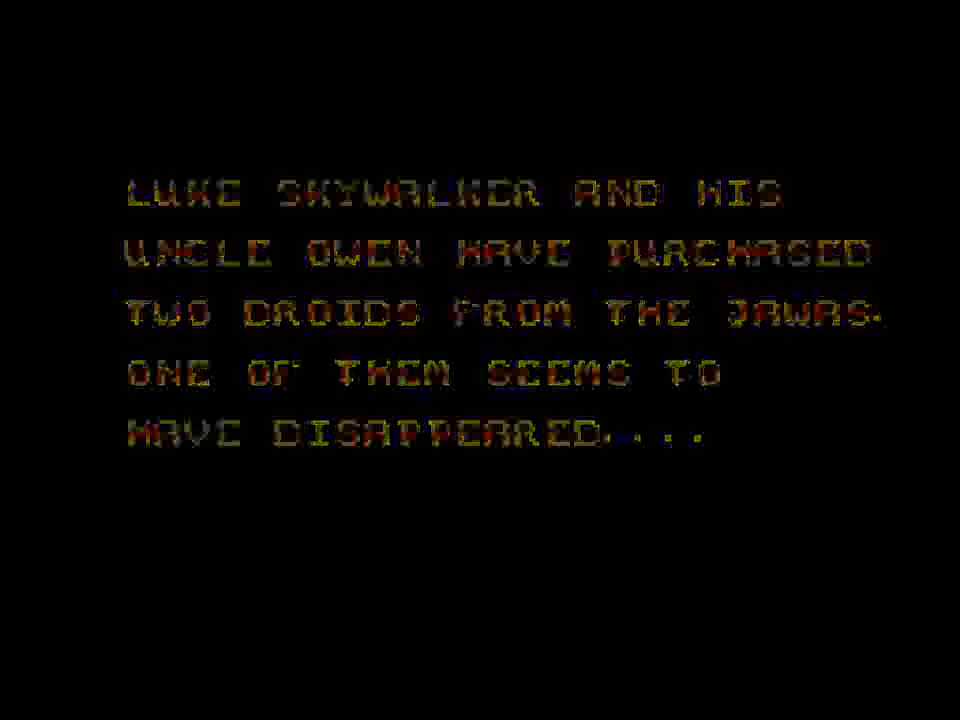 LUKE SKYWALKER AND HIS
UNCLE OWEN HAVE PURCHASED
TWO DROIDS FROM THE JAWAS.
ONE OF THEM SEEMS TO
HAVE DISAPPEARED....